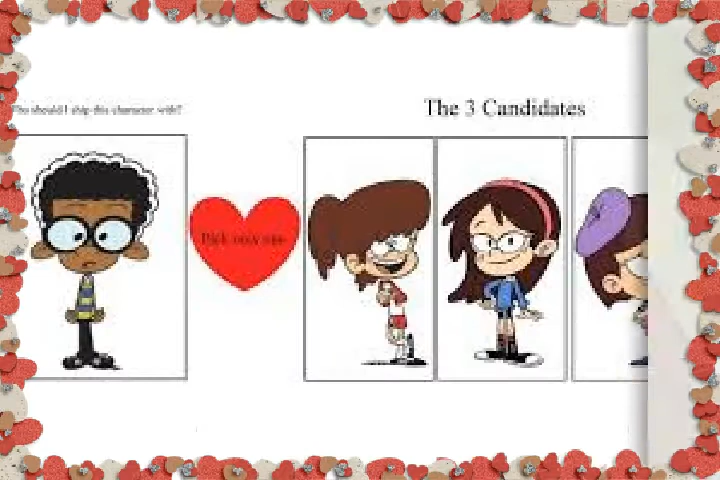 Who should I ship this character with?
The 3 Candidates
Pick only one